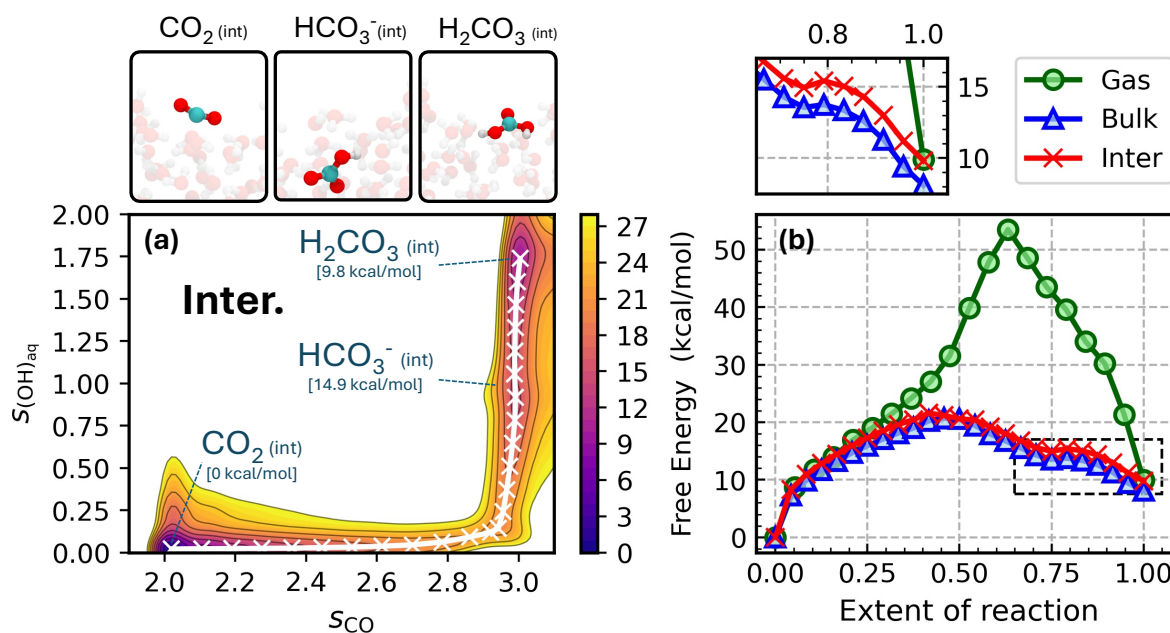 CO₂ (int)
HCO₃⁻ (int)
H₂CO₃ (int)
0.8 1.0
15
10
Gas
Bulk
Inter
(a)
Inter.
H₂CO₃ (int)
[9.8 kcal/mol]
HCO₃⁻ (int)
[14.9 kcal/mol]
CO₂ (int)
[0 kcal/mol]
2.00
1.75
1.50
1.25
1.00
0.75
0.50
0.25
0.00
s(OH)aq
2.0 2.2 2.4 2.6 2.8 3.0
sCO
27
24
21
18
15
12
9
6
3
0
(b)
50
40
30
20
10
0
Free Energy (kcal/mol)
0.00 0.25 0.50 0.75 1.00
Extent of reaction